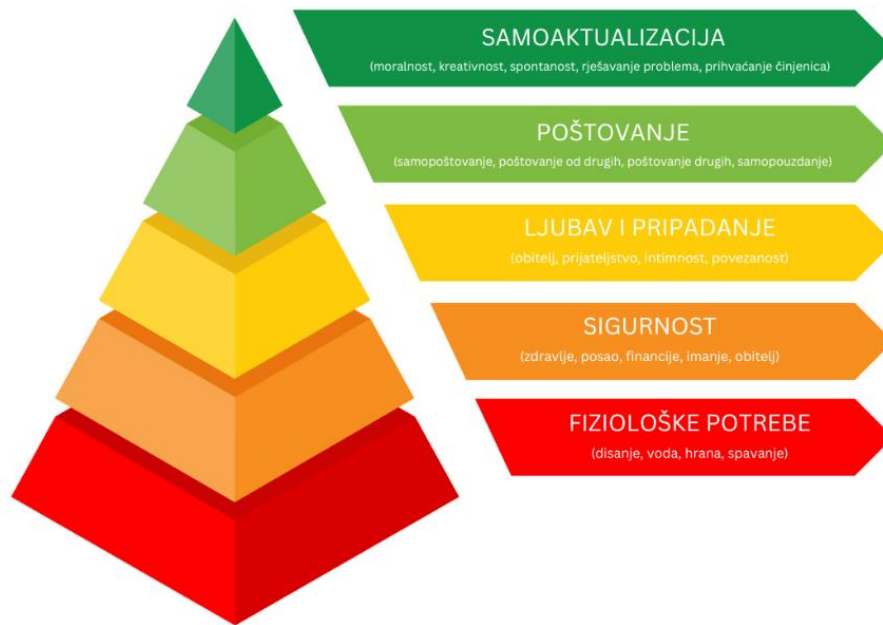 SAMOAKTUALIZACIJA
(moralnost, kreativnost, spontanost, rješavanje problema, prihvaćanje činjenica)
POŠTOVANJE
(samopoštovanje, poštovanje od drugih, poštovanje drugih, samopouzdanje)
LJUBAV I PRIPADANJE
(obitelj, prijateljstvo, intimnost, povezanost)
SIGURNOST
(zdravlje, posao, financije, imanje, obitelj)
FIZIOLOŠKE POTREBE
(disanje, voda, hrana, spavanje)